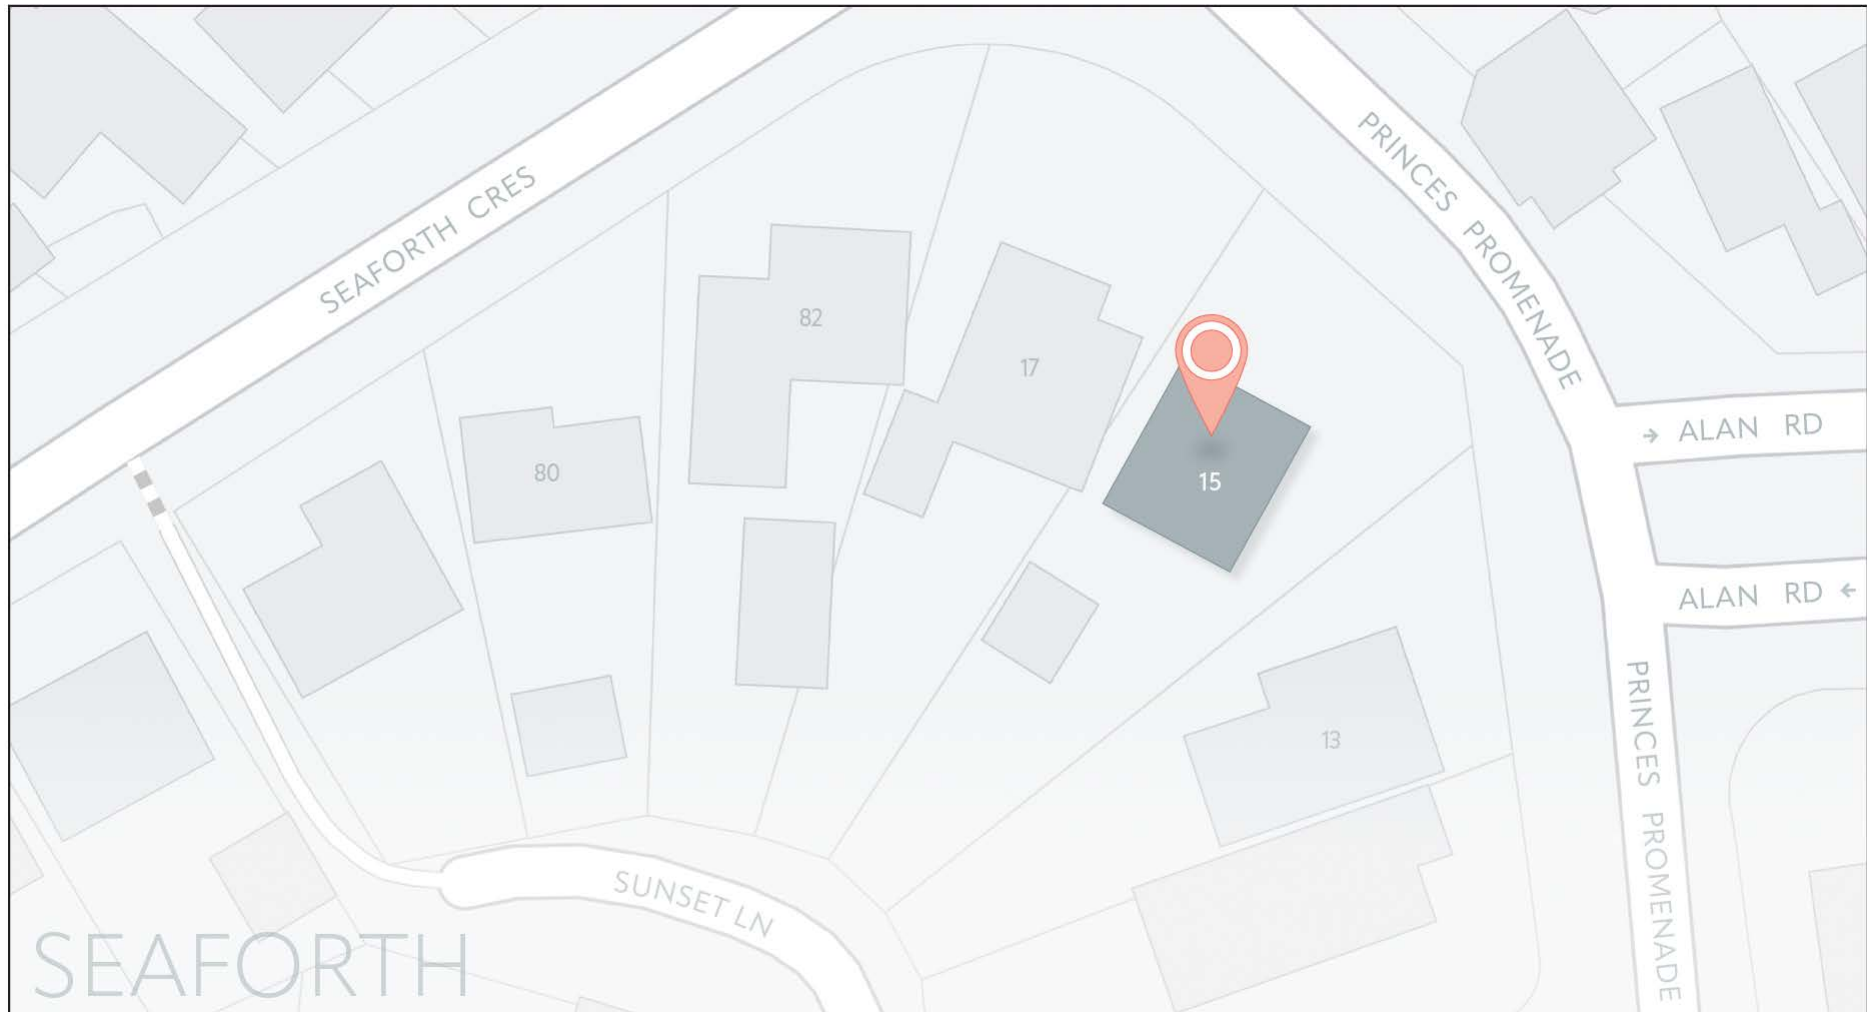 SEAFORTH CRES
PRINCES PROMENADE
82
17
80
15
→ ALAN RD
ALAN RD ←
13
PRINCES PROMENADE
SUNSET LN
SEAFORTH